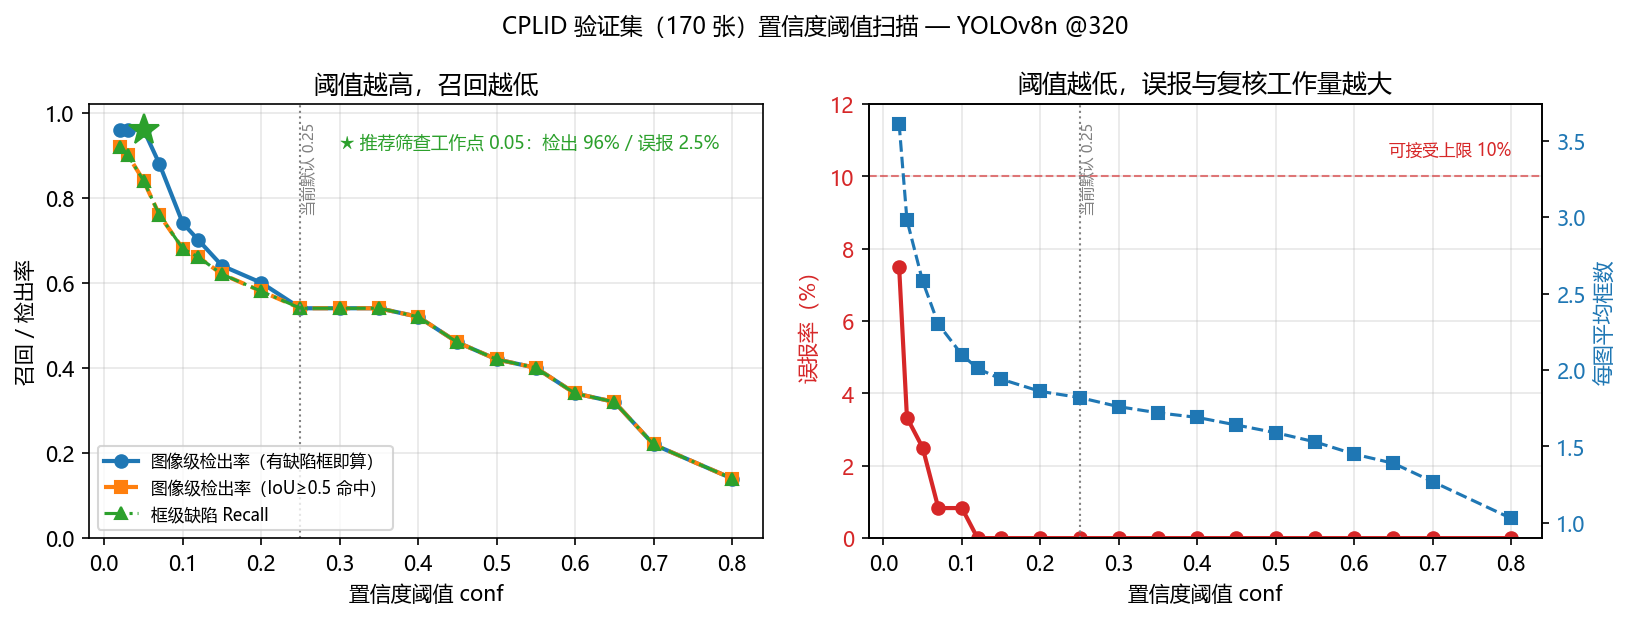 CPLID 验证集（170 张）置信度阈值扫描 — YOLOv8n @320
阈值越高，召回越低
召回 / 检出率
1.0
0.8
0.6
0.4
0.2
0.0
★ 推荐筛查工作点 0.05：检出 96% / 误报 2.5%
当前默认 0.25
图像级检出率（有缺陷框即算）
图像级检出率（IoU≥0.5 命中）
框级缺陷 Recall
0.0 0.1 0.2 0.3 0.4 0.5 0.6 0.7 0.8
置信度阈值 conf
阈值越低，误报与复核工作量越大
误报率（%）
12
10
8
6
4
2
0
可接受上限 10%
当前默认 0.25
3.5
3.0
2.5
2.0
1.5
1.0
每图平均框数
0.0 0.1 0.2 0.3 0.4 0.5 0.6 0.7 0.8
置信度阈值 conf